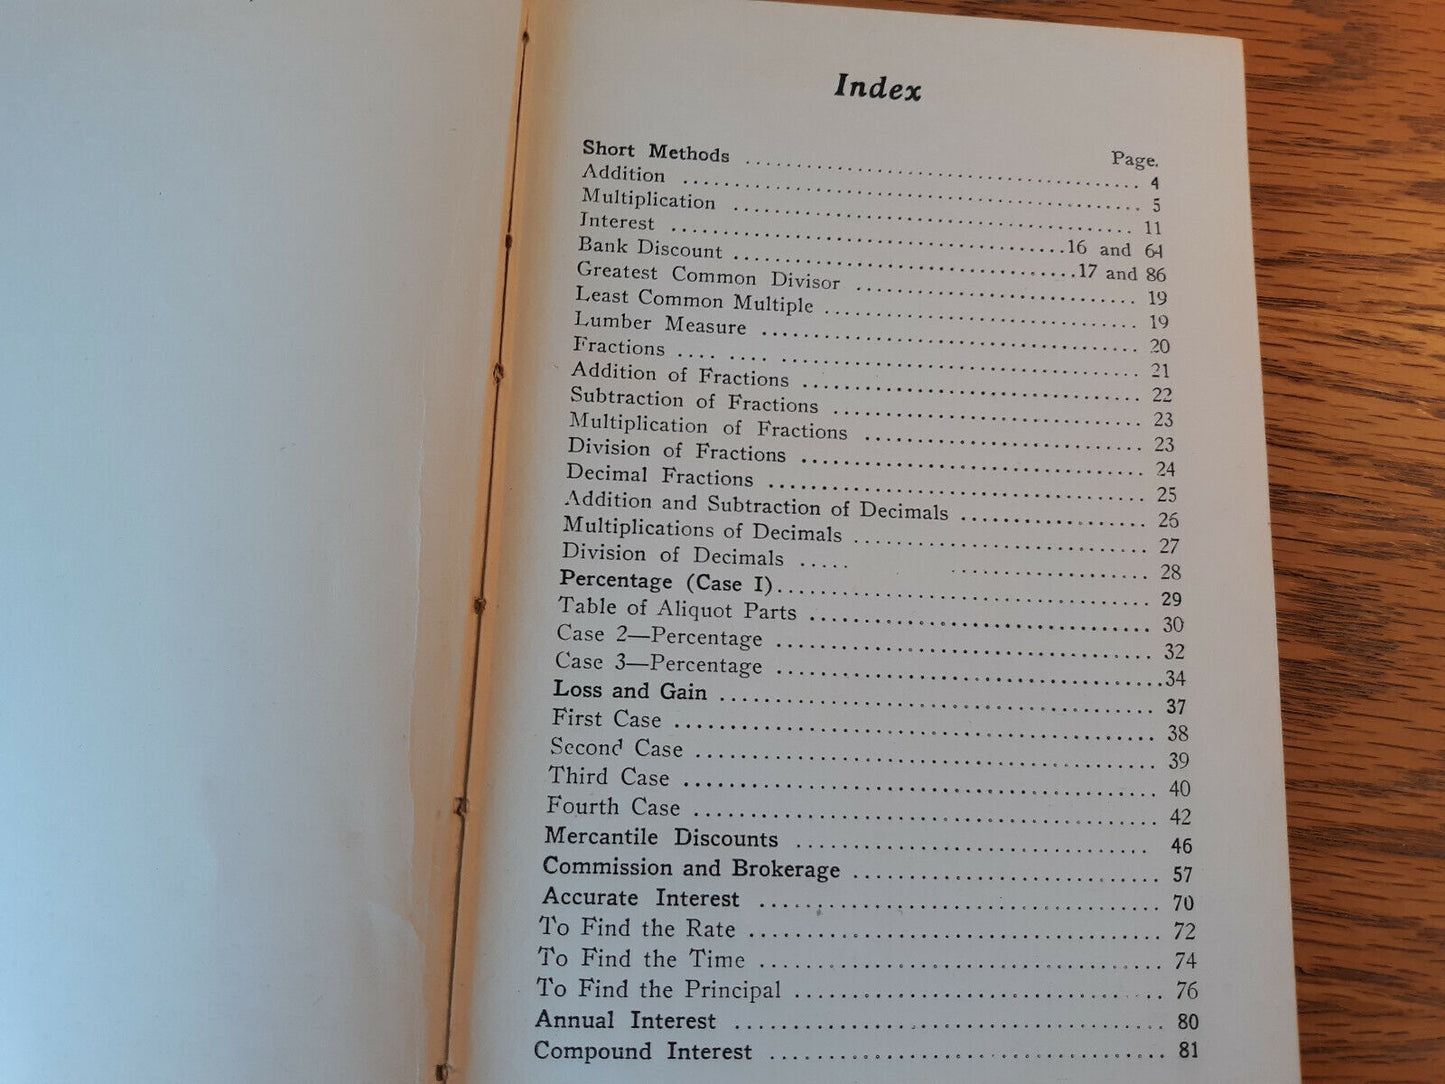 Index
Page.
Short Methods ........................................ 4
Addition ........................................ 5
Multiplication ........................................ 11
Interest ........................................16 and 64
Bank Discount ........................................17 and 86
Greatest Common Divisor ........................................ 19
Least Common Multiple ........................................ 19
Lumber Measure ........................................ 20
Fractions .... .... ........................................ 21
Addition of Fractions ........................................ 22
Subtraction of Fractions ........................................ 23
Multiplication of Fractions ........................................ 23
Division of Fractions ........................................ 24
Decimal Fractions ........................................ 25
Addition and Subtraction of Decimals .................... 26
Multiplications of Decimals ............................. 27
Division of Decimals ..... .................... 28
Percentage (Case I)........................................ 29
Table of Aliquot Parts ........................................ 30
Case 2—Percentage ........................................ 32
Case 3—Percentage ........................................34
Loss and Gain ........................................ 37
First Case ........................................ 38
Second Case ........................................ 39
Third Case ........................................ 40
Fourth Case ........................................ 42
Mercantile Discounts ............................... 46
Commission and Brokerage ............................ 57
Accurate Interest ........................................ 70
To Find the Rate ........................................ 72
To Find the Time ........................................ 74
To Find the Principal ................................ 76
Annual Interest ........................................ 80
Compound Interest .................................. 81